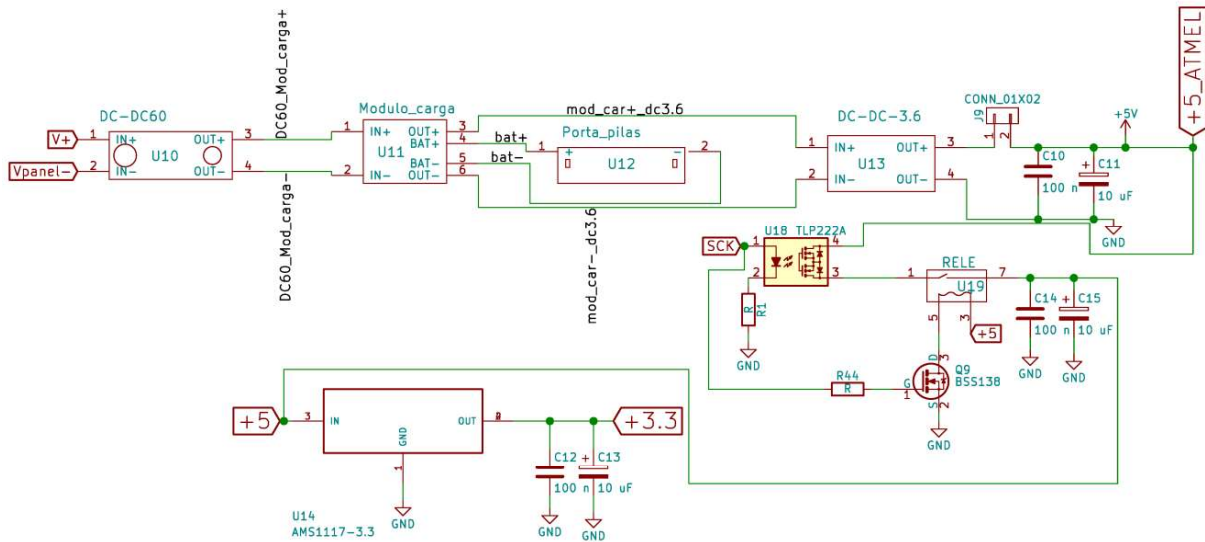 +5_ATMEL
DC60_Mod_carga+
DC60_Mod_carga-
DC-DC60
V+
1
IN+
OUT+
3
U10
Vpanel-
2
IN-
OUT-
4
Modulo_carga
1
IN+
OUT+
3
BAT+
4
U11
BAT-
5
2
IN-
OUT-
6
mod_car+_dc3.6
bat+
bat-
Porta_pilas
1
+
-
2
U12
mod_car-_dc3.6
DC-DC-3.6
1
IN+
OUT+
3
U13
2
IN-
OUT-
4
CONN_01X02
J9
1
2
+5V
C10
100 n
C11
+
10 uF
GND
U18 TLP222A
SCK
1
4
2
3
R
R1
GND
RELE
1
7
U19
5
3
+5
C14
100 n
+
C15
10 uF
GND
GND
R44
R
Q9
BSS138
D
3
G
1
S
2
GND
+5
3
IN
OUT
GND
1
+3.3
C12
100 n
+
C13
10 uF
GND
GND
GND
U14
AMS1117-3.3